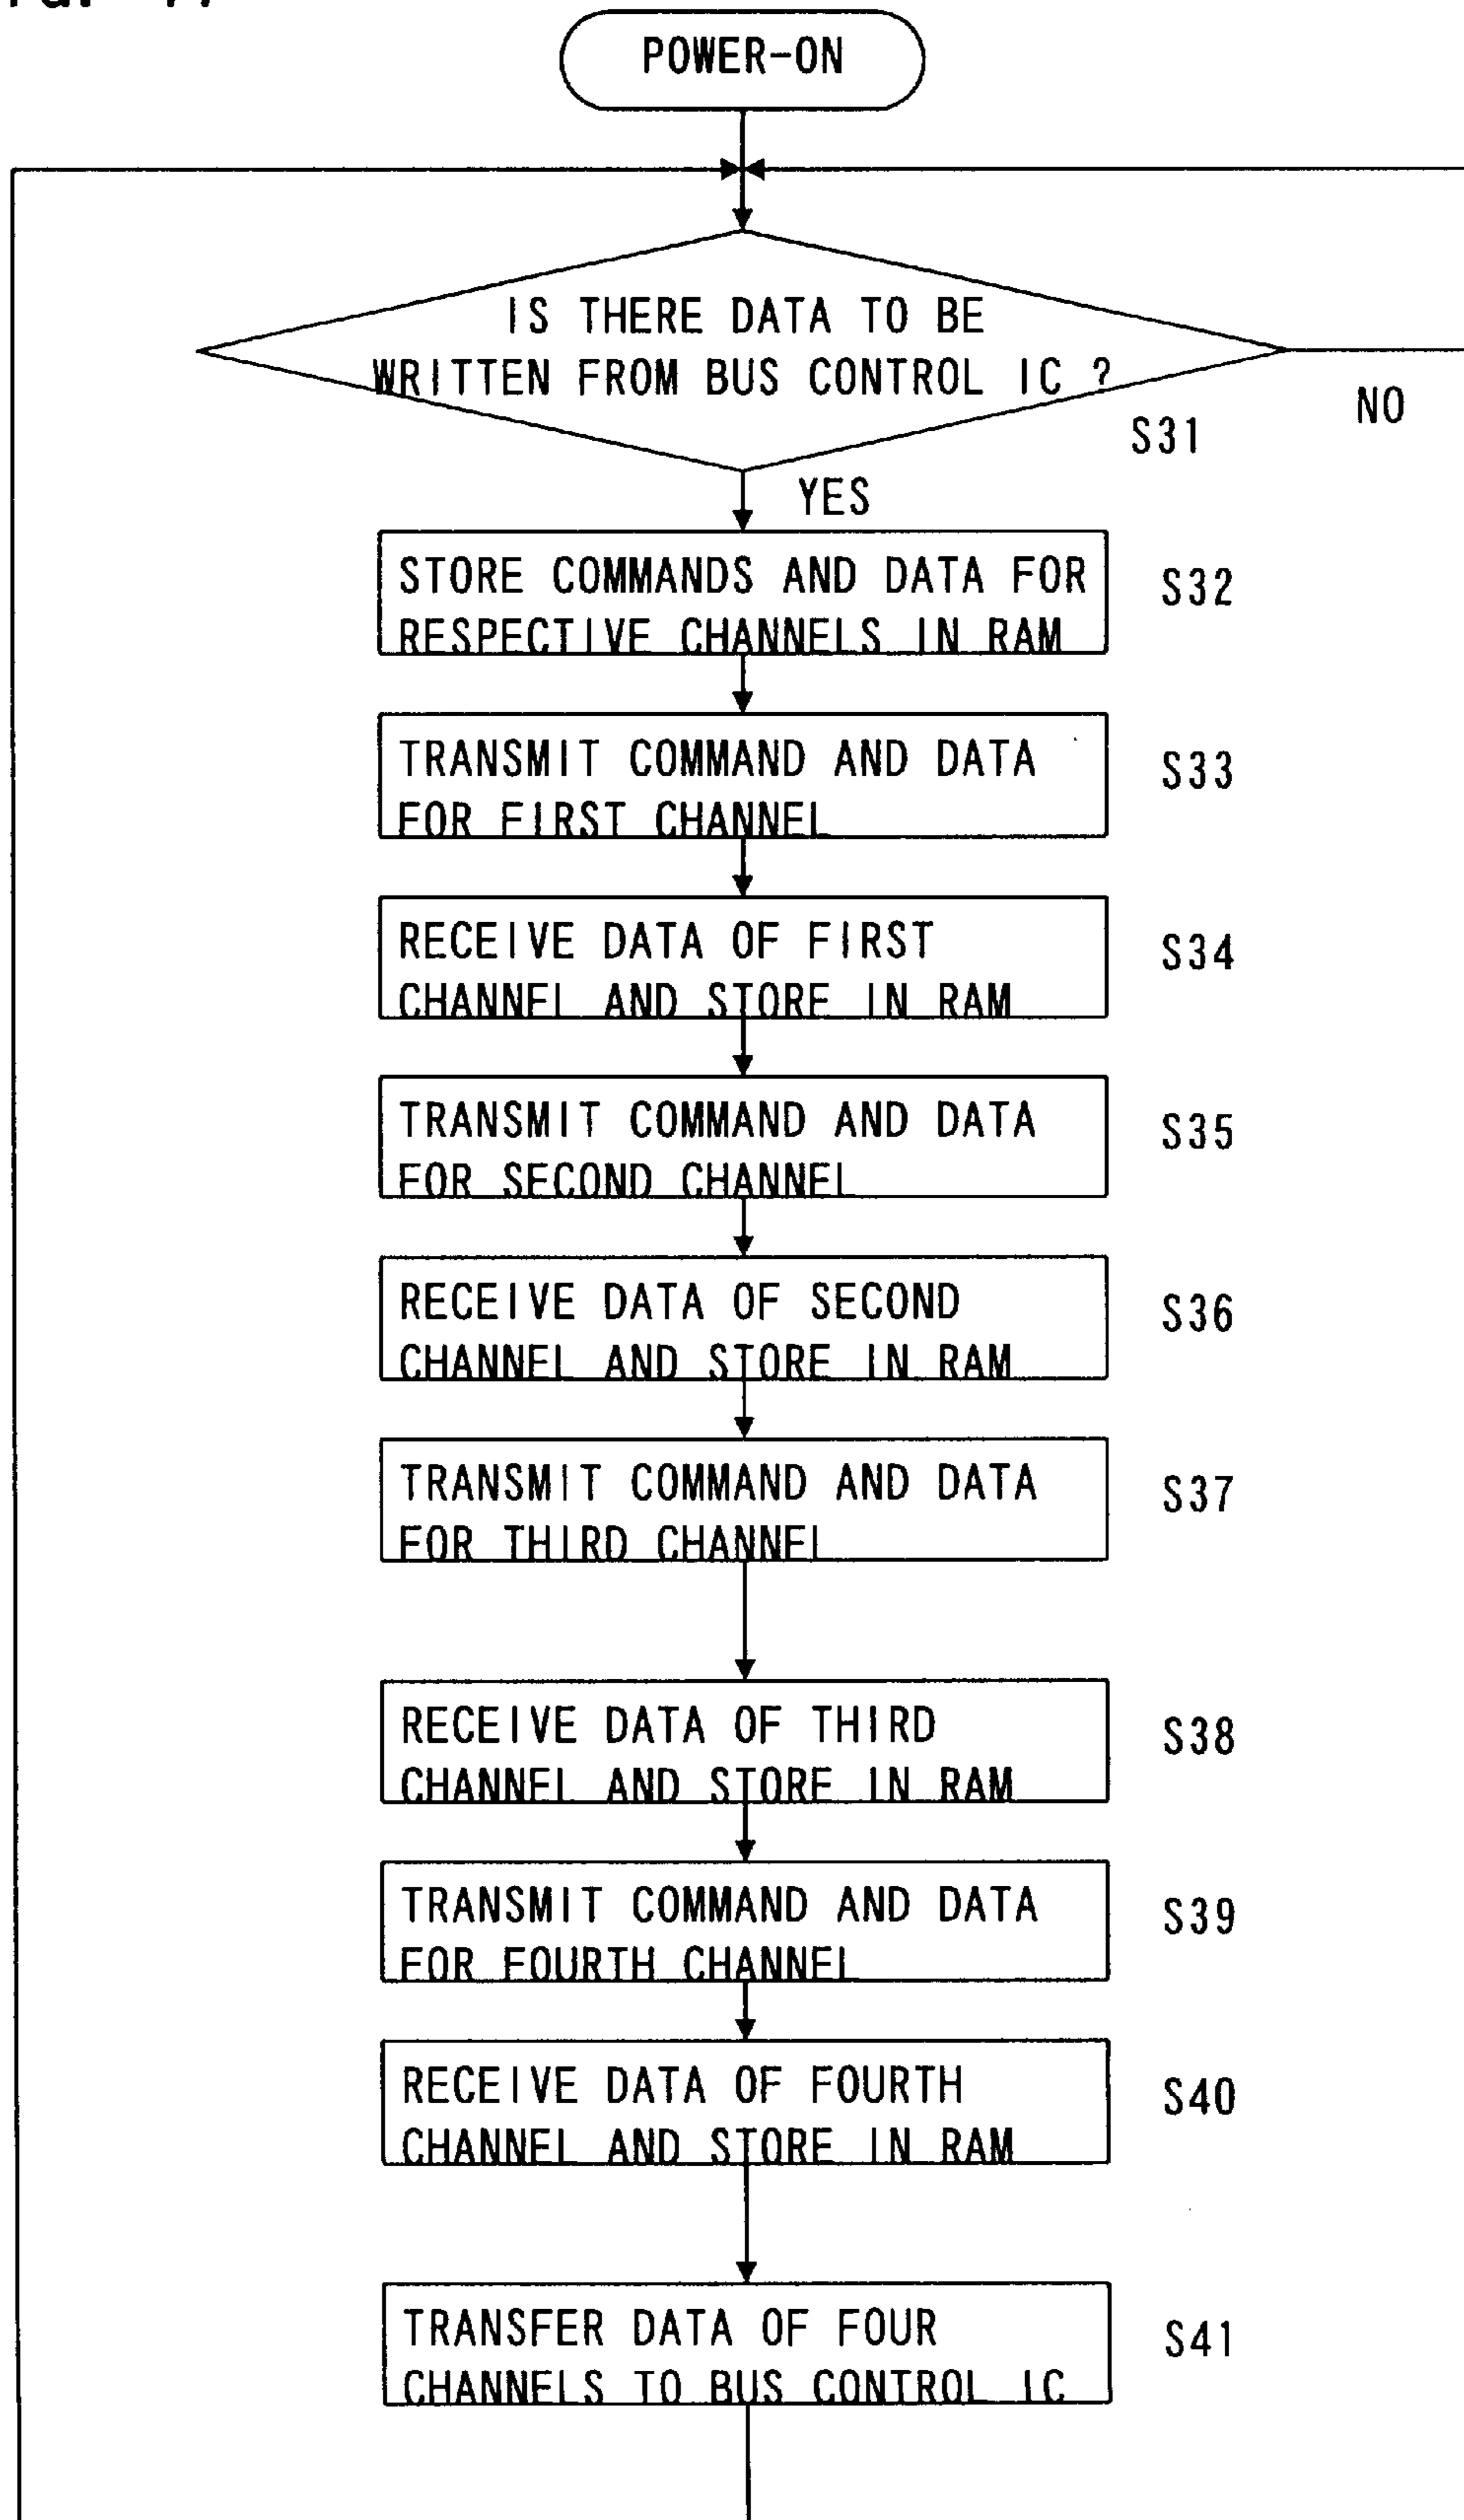 POWER-ON
IS THERE DATA TO BE
WRITTEN FROM BUS CONTROL IC ?
NO
S31
YES
STORE COMMANDS AND DATA FOR
RESPECTIVE CHANNELS IN RAM
S32
TRANSMIT COMMAND AND DATA
FOR FIRST CHANNEL
S33
RECEIVE DATA OF FIRST
CHANNEL AND STORE IN RAM
S34
TRANSMIT COMMAND AND DATA
FOR SECOND CHANNEL
S35
RECEIVE DATA OF SECOND
CHANNEL AND STORE IN RAM
S36
TRANSMIT COMMAND AND DATA
FOR THIRD CHANNEL
S37
RECEIVE DATA OF THIRD
CHANNEL AND STORE IN RAM
S38
TRANSMIT COMMAND AND DATA
FOR FOURTH CHANNEL
S39
RECEIVE DATA OF FOURTH
CHANNEL AND STORE IN RAM
S40
TRANSFER DATA OF FOUR
CHANNELS TO BUS CONTROL IC
S41